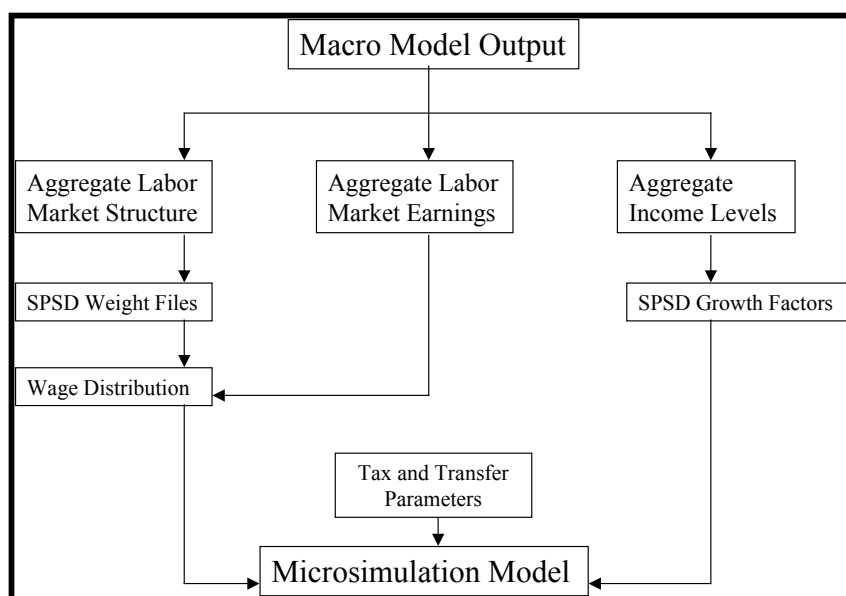 Macro Model Output
Aggregate Labor
Market Structure
Aggregate Labor
Market Earnings
Aggregate
Income Levels
SPSD Weight Files
SPSD Growth Factors
Wage Distribution
Tax and Transfer
Parameters
Microsimulation Model